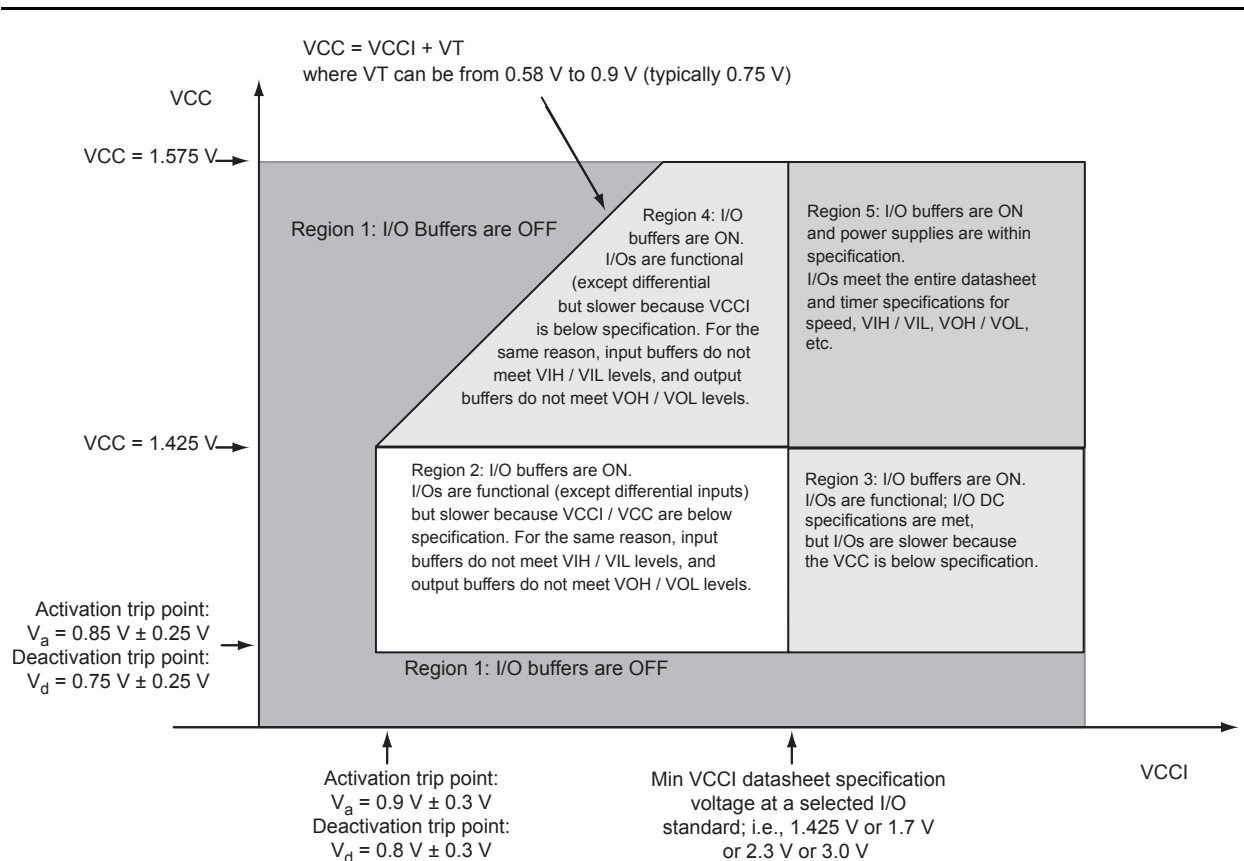 VCC = VCCI + VT
where VT can be from 0.58 V to 0.9 V (typically 0.75 V)
VCC
VCC = 1.575 V
Region 1: I/O Buffers are OFF
Region 4: I/O
buffers are ON.
I/Os are functional
(except differential
but slower because VCCI
is below specification. For the
same reason, input buffers do not
meet VIH / VIL levels, and output
buffers do not meet VOH / VOL levels.
Region 5: I/O buffers are ON
and power supplies are within
specification.
I/Os meet the entire datasheet
and timer specifications for
speed, VIH / VIL, VOH / VOL,
etc.
VCC = 1.425 V
Region 2: I/O buffers are ON.
I/Os are functional (except differential inputs)
but slower because VCCI / VCC are below
specification. For the same reason, input
buffers do not meet VIH / VIL levels, and
output buffers do not meet VOH / VOL levels.
Region 3: I/O buffers are ON.
I/Os are functional; I/O DC
specifications are met,
but I/Os are slower because
the VCC is below specification.
Activation trip point:
Va = 0.85 V ± 0.25 V
Deactivation trip point:
Vd = 0.75 V ± 0.25 V
Region 1: I/O buffers are OFF
VCCI
Activation trip point:
Va = 0.9 V ± 0.3 V
Deactivation trip point:
Vd = 0.8 V ± 0.3 V
Min VCCI datasheet specification
voltage at a selected I/O
standard; i.e., 1.425 V or 1.7 V
or 2.3 V or 3.0 V